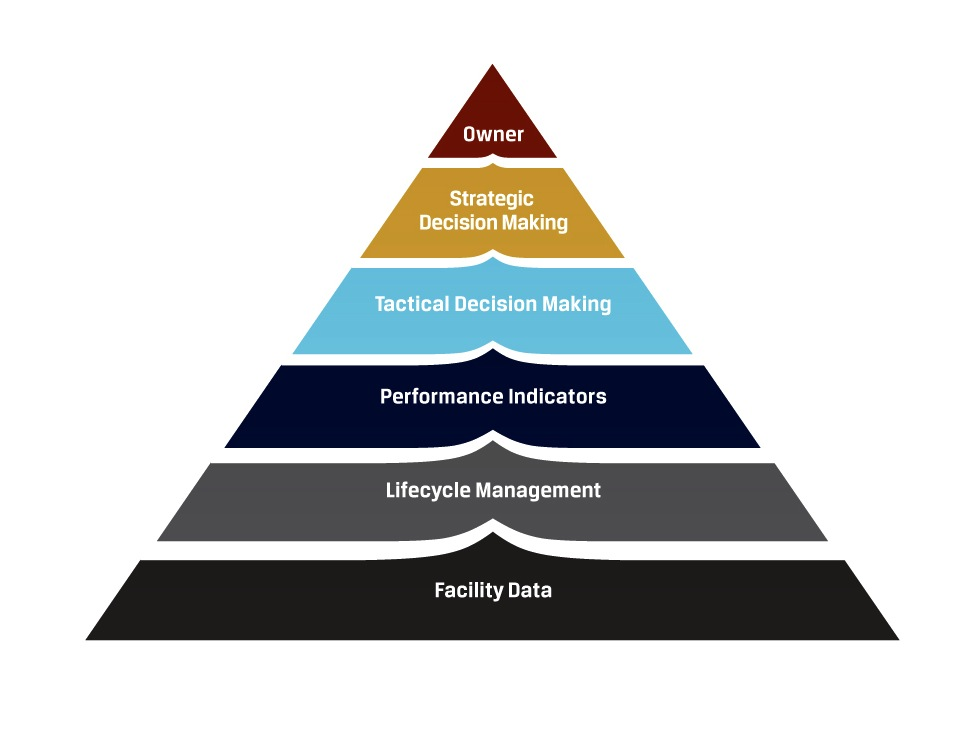 Owner
Strategic
Decision Making
Tactical Decision Making
Performance Indicators
Lifecycle Management
Facility Data